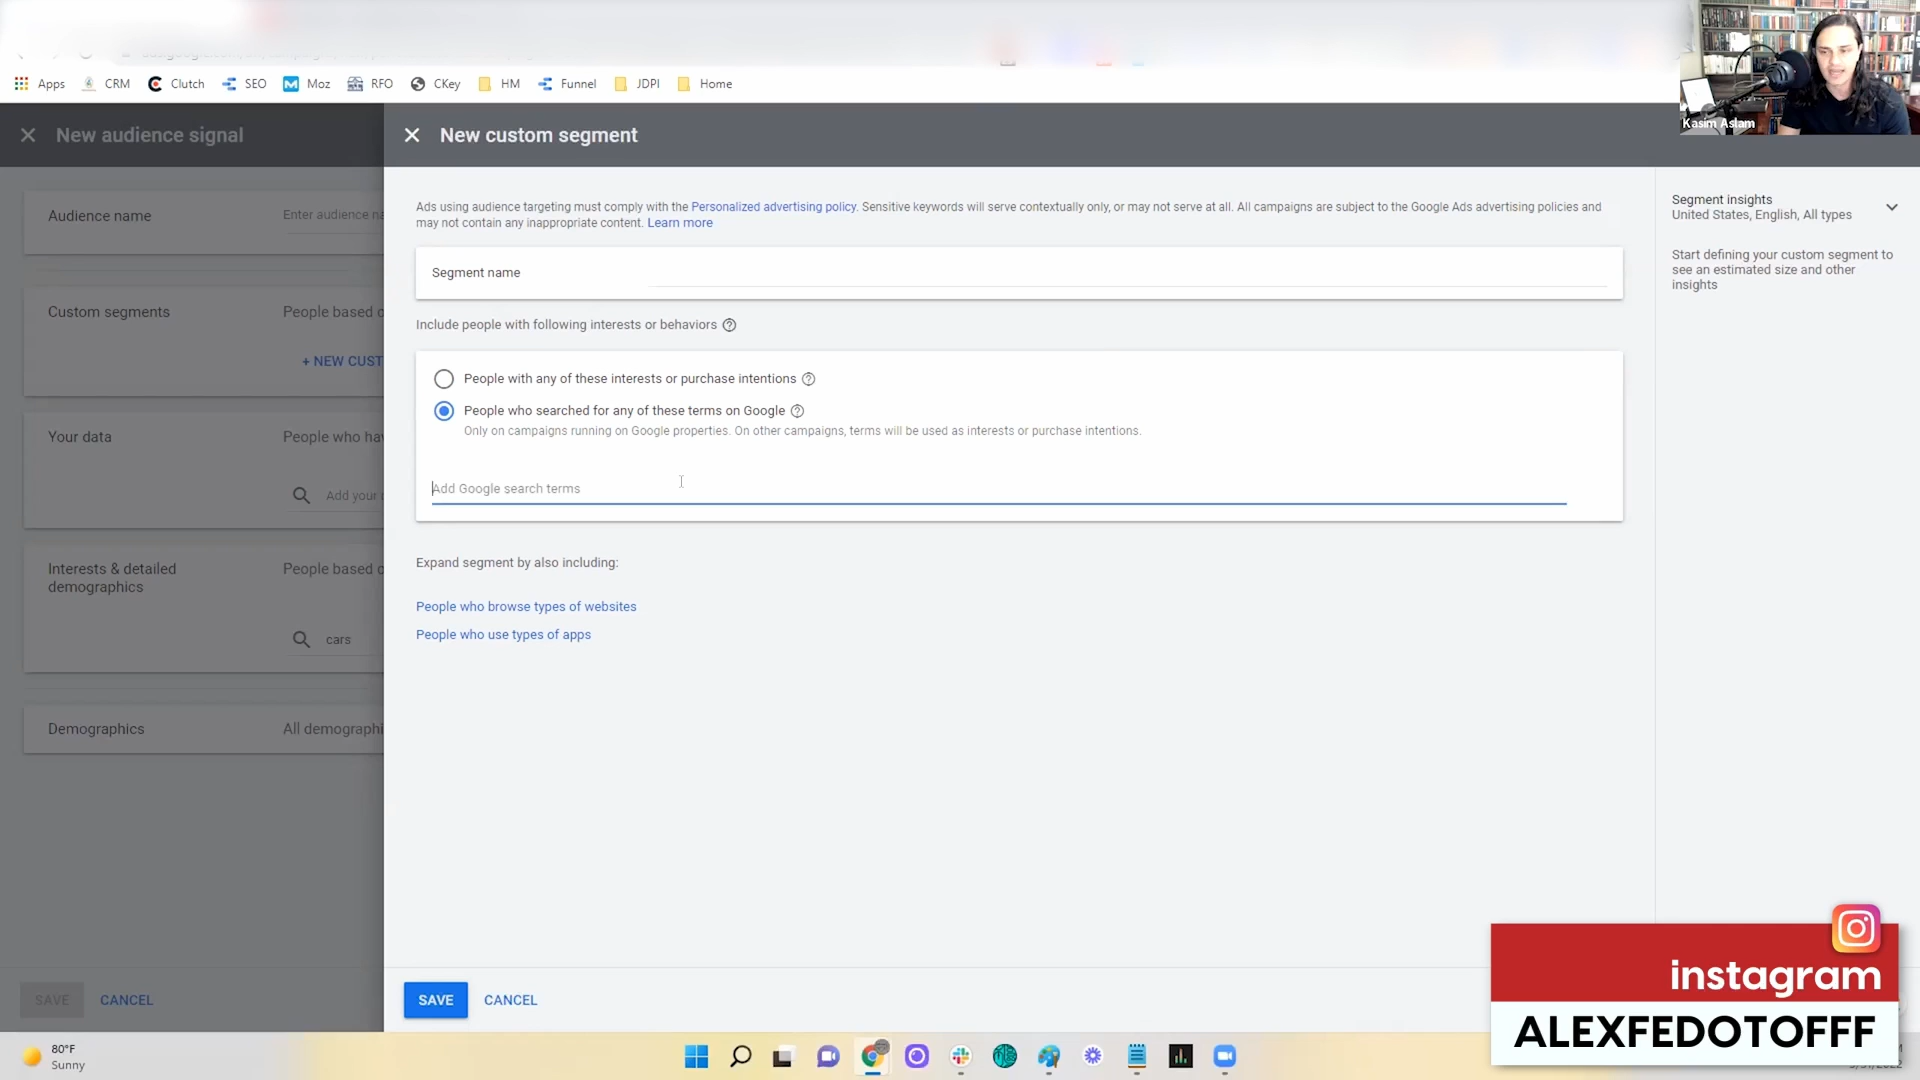 Apps CRM Clutch SEO Moz RFO CKey HM Funnel JDPI Home
Kasim Aslam
New audience signal
New custom segment
Audience name
Enter audience na
Custom segments
People based o
+ NEW CUST
Your data
People who hav
Add your
Interests & detailed
demographics
People based o
cars
Demographics
All demographi
SAVE CANCEL
Ads using audience targeting must comply with the Personalized advertising policy. Sensitive keywords will serve contextually only, or may not serve at all. All campaigns are subject to the Google Ads advertising policies and
may not contain any inappropriate content. Learn more
Segment name
Include people with following interests or behaviors
People with any of these interests or purchase intentions
People who searched for any of these terms on Google
Only on campaigns running on Google properties. On other campaigns, terms will be used as interests or purchase intentions.
Add Google search terms
Expand segment by also including:
People who browse types of websites
People who use types of apps
SAVE CANCEL
Segment insights
United States, English, All types
Start defining your custom segment to
see an estimated size and other
insights
instagram
ALEXFEDOTOFFF
80°F
Sunny